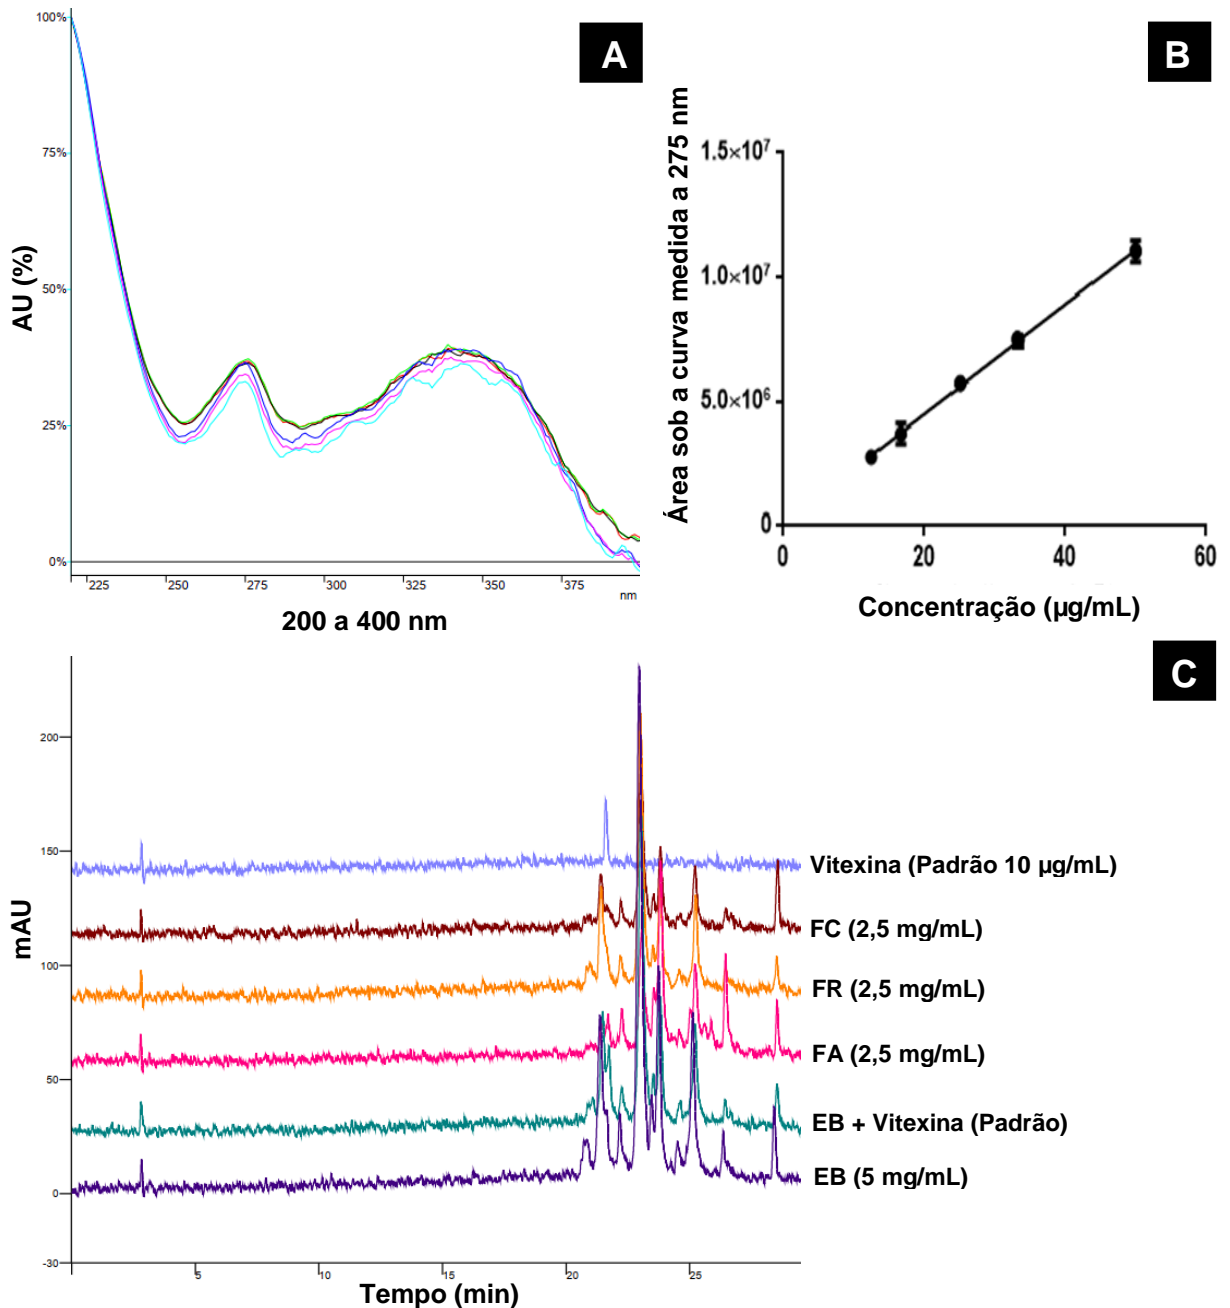 A
100%
75%
50%
25%
0%
AU (%)
225 250 275 300 325 350 375
nm
200 a 400 nm
B
Área sob a curva medida a 275 nm
1.5×10⁷
1.0×10⁷
5.0×10⁶
0
0 20 40 60
Concentração (µg/mL)
C
mAU
200
150
100
50
0
-30
Vitexina (Padrão 10 µg/mL)
FC (2,5 mg/mL)
FR (2,5 mg/mL)
FA (2,5 mg/mL)
EB + Vitexina (Padrão)
EB (5 mg/mL)
5 10 15 20 25
Tempo (min)